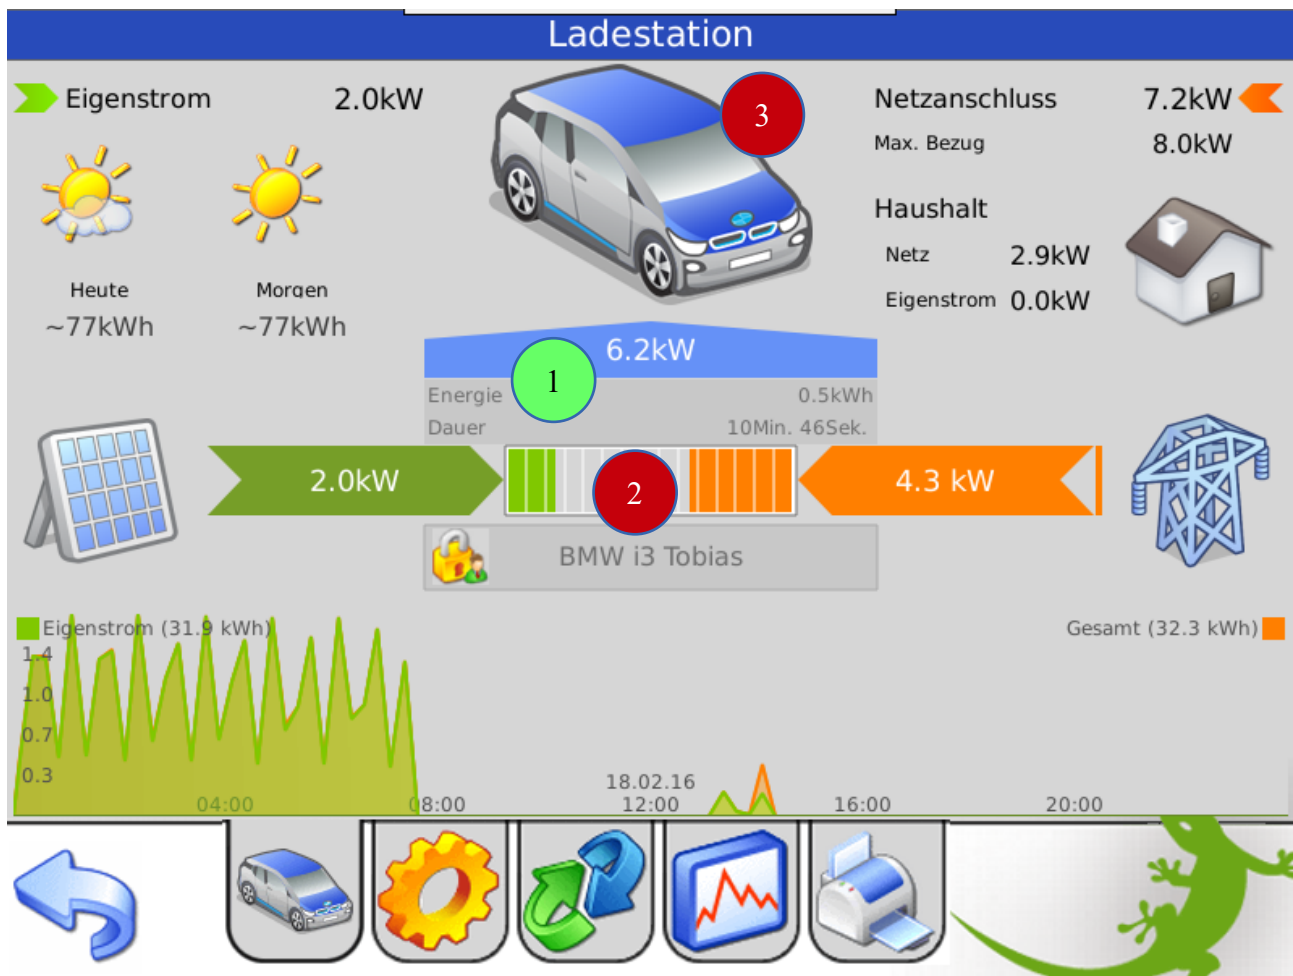 Ladestation
Eigenstrom 2.0kW
3
Netzanschluss 7.2kW
Max. Bezug 8.0kW
Haushalt
Netz 2.9kW
Eigenstrom 0.0kW
Heute Morgen
~77kWh ~77kWh
6.2kW
1
Energie 0.5kWh
Dauer 10Min. 46Sek.
2.0kW
2
4.3 kW
BMW i3 Tobias
Eigenstrom (31.9 kWh)
Gesamt (32.3 kWh)
1.4
1.0
0.7
0.3
18.02.16
04:00 08:00 12:00 16:00 20:00